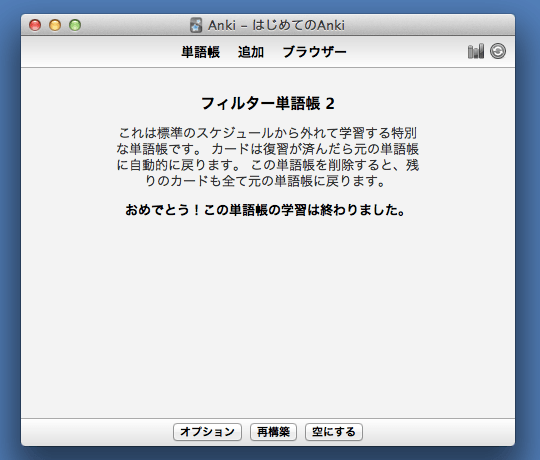 Anki – はじめてのAnki
単語帳 追加 ブラウザー
フィルター単語帳 2
これは標準のスケジュールから外れて学習する特別
な単語帳です。 カードは復習が済んだら元の単語帳
に自動的に戻ります。 この単語帳を削除すると、残
りのカードも全て元の単語帳に戻ります。
おめでとう！この単語帳の学習は終わりました。
オプション 再構築 空にする